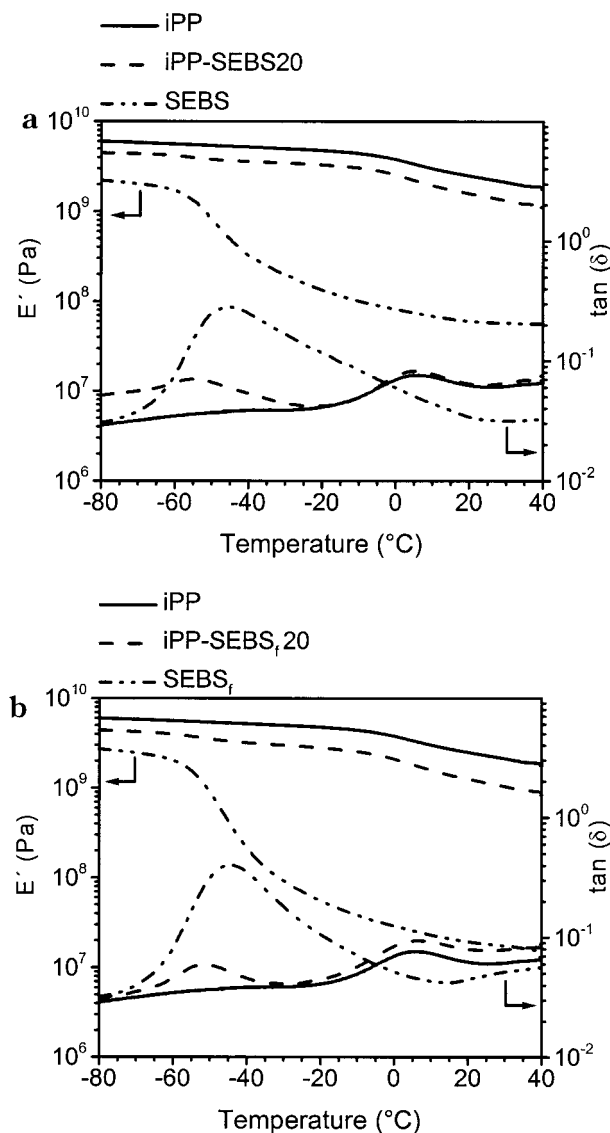 iPP
iPP-SEBS20
SEBS
a
10^10
10^9
10^8
10^7
10^6
E´ (Pa)
10^0
10^-1
10^-2
tan (δ)
-80 -60 -40 -20 0 20 40
Temperature (°C)
iPP
iPP-SEBS_f 20
SEBS_f
b
10^10
10^9
10^8
10^7
10^6
E´ (Pa)
10^0
10^-1
10^-2
tan (δ)
-80 -60 -40 -20 0 20 40
Temperature (°C)